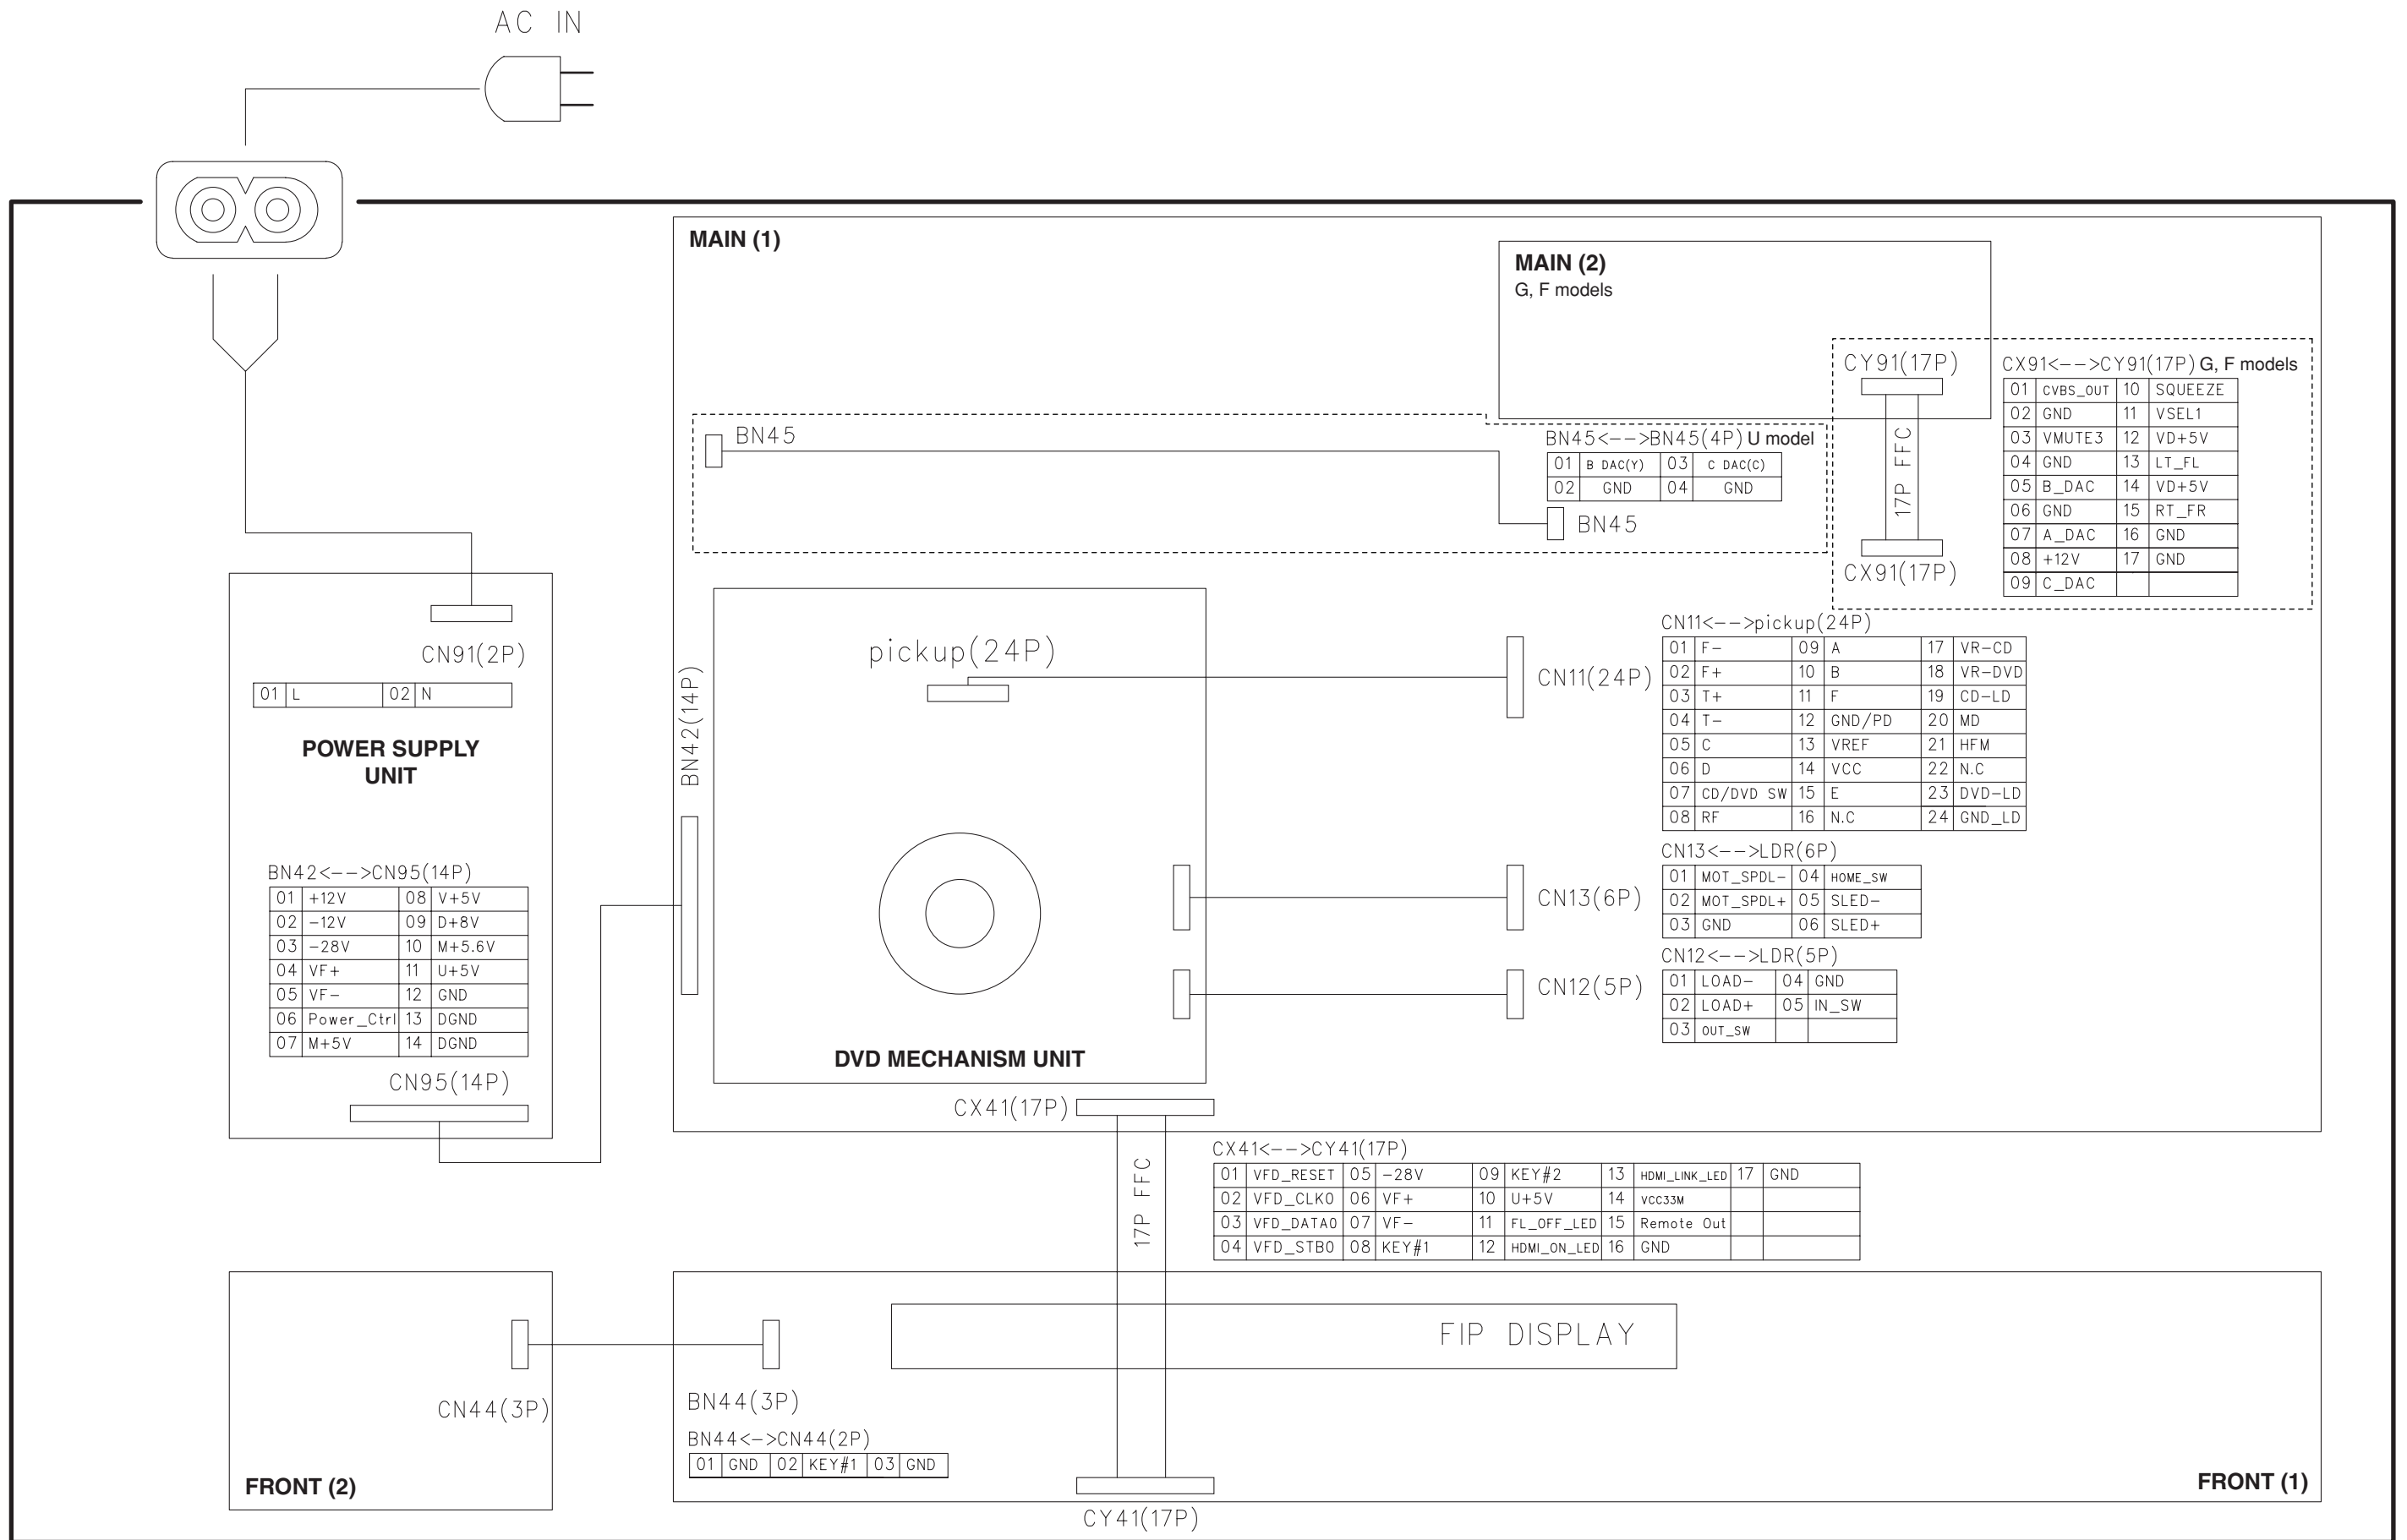 AC IN
MAIN (1)
MAIN (2)
G, F models
CY91(17P)
17P FFC
CX91(17P)
CX91<-->CY91(17P) G, F models
01 CVBS_OUT 10 SQUEEZE
02 GND 11 VSEL1
03 VMUTE3 12 VD+5V
04 GND 13 LT_FL
05 B_DAC 14 VD+5V
06 GND 15 RT_FR
07 A_DAC 16 GND
08 +12V 17 GND
09 C_DAC
BN45
BN45<-->BN45(4P) U model
01 B DAC(Y) 03 C DAC(C)
02 GND 04 GND
BN45
CN91(2P)
01 L 02 N
POWER SUPPLY
UNIT
BN42<-->CN95(14P)
01 +12V 08 V+5V
02 -12V 09 D+8V
03 -28V 10 M+5.6V
04 VF+ 11 U+5V
05 VF- 12 GND
06 Power_Ctrl 13 DGND
07 M+5V 14 DGND
CN95(14P)
BN42(14P)
pickup(24P)
DVD MECHANISM UNIT
CN11(24P)
CN11<-->pickup(24P)
01 F- 09 A 17 VR-CD
02 F+ 10 B 18 VR-DVD
03 T+ 11 F 19 CD-LD
04 T- 12 GND/PD 20 MD
05 C 13 VREF 21 HFM
06 D 14 VCC 22 N.C
07 CD/DVD SW 15 E 23 DVD-LD
08 RF 16 N.C 24 GND_LD
CN13(6P)
CN13<-->LDR(6P)
01 MOT_SPDL- 04 HOME_SW
02 MOT_SPDL+ 05 SLED-
03 GND 06 SLED+
CN12(5P)
CN12<-->LDR(5P)
01 LOAD- 04 GND
02 LOAD+ 05 IN_SW
03 OUT_SW
CX41(17P)
17P FFC
CX41<-->CY41(17P)
01 VFD_RESET 05 -28V 09 KEY#2 13 HDMI_LINK_LED 17 GND
02 VFD_CLKO 06 VF+ 10 U+5V 14 VCC33M
03 VFD_DATAO 07 VF- 11 FL_OFF_LED 15 Remote Out
04 VFD_STBO 08 KEY#1 12 HDMI_ON_LED 16 GND
FIP DISPLAY
CN44(3P)
FRONT (2)
BN44(3P)
BN44<->CN44(2P)
01 GND 02 KEY#1 03 GND
FRONT (1)
CY41(17P)